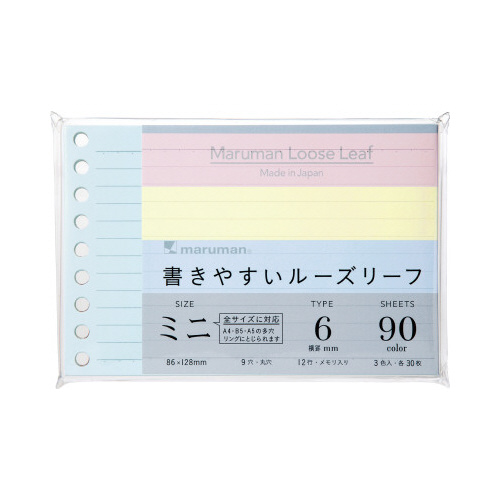 Maruman Loose Leaf
Made in Japan
maruman®
書きやすいルーズリーフ
SIZE
ミニ
全サイズに対応
A4・B5・A5の多穴
リングにとじられます
86×128mm
9穴・丸穴
TYPE
6
横罫 mm
12行・メモリ入り
SHEETS
90
color
3色入・各30枚